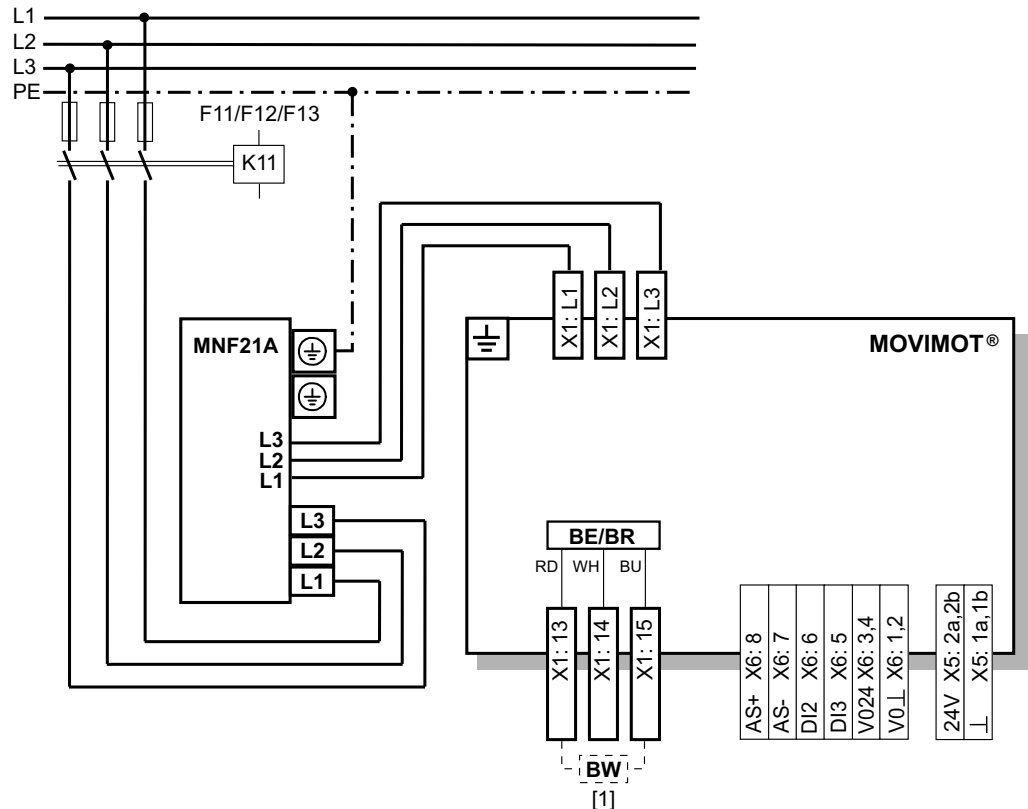 L1
L2
L3
PE
F11/F12/F13
K11
X1: L1
X1: L2
X1: L3
MNF21A
MOVIMOT®
L3
L2
L1
L3
L2
L1
BE/BR
RD WH BU
X1: 13
X1: 14
X1: 15
AS+ X6: 8
AS- X6: 7
DI2 X6: 6
DI3 X6: 5
V024 X6: 3,4
V0⊥ X6: 1,2
24V X5: 2a,2b
⊥ X5: 1a,1b
BW
[1]